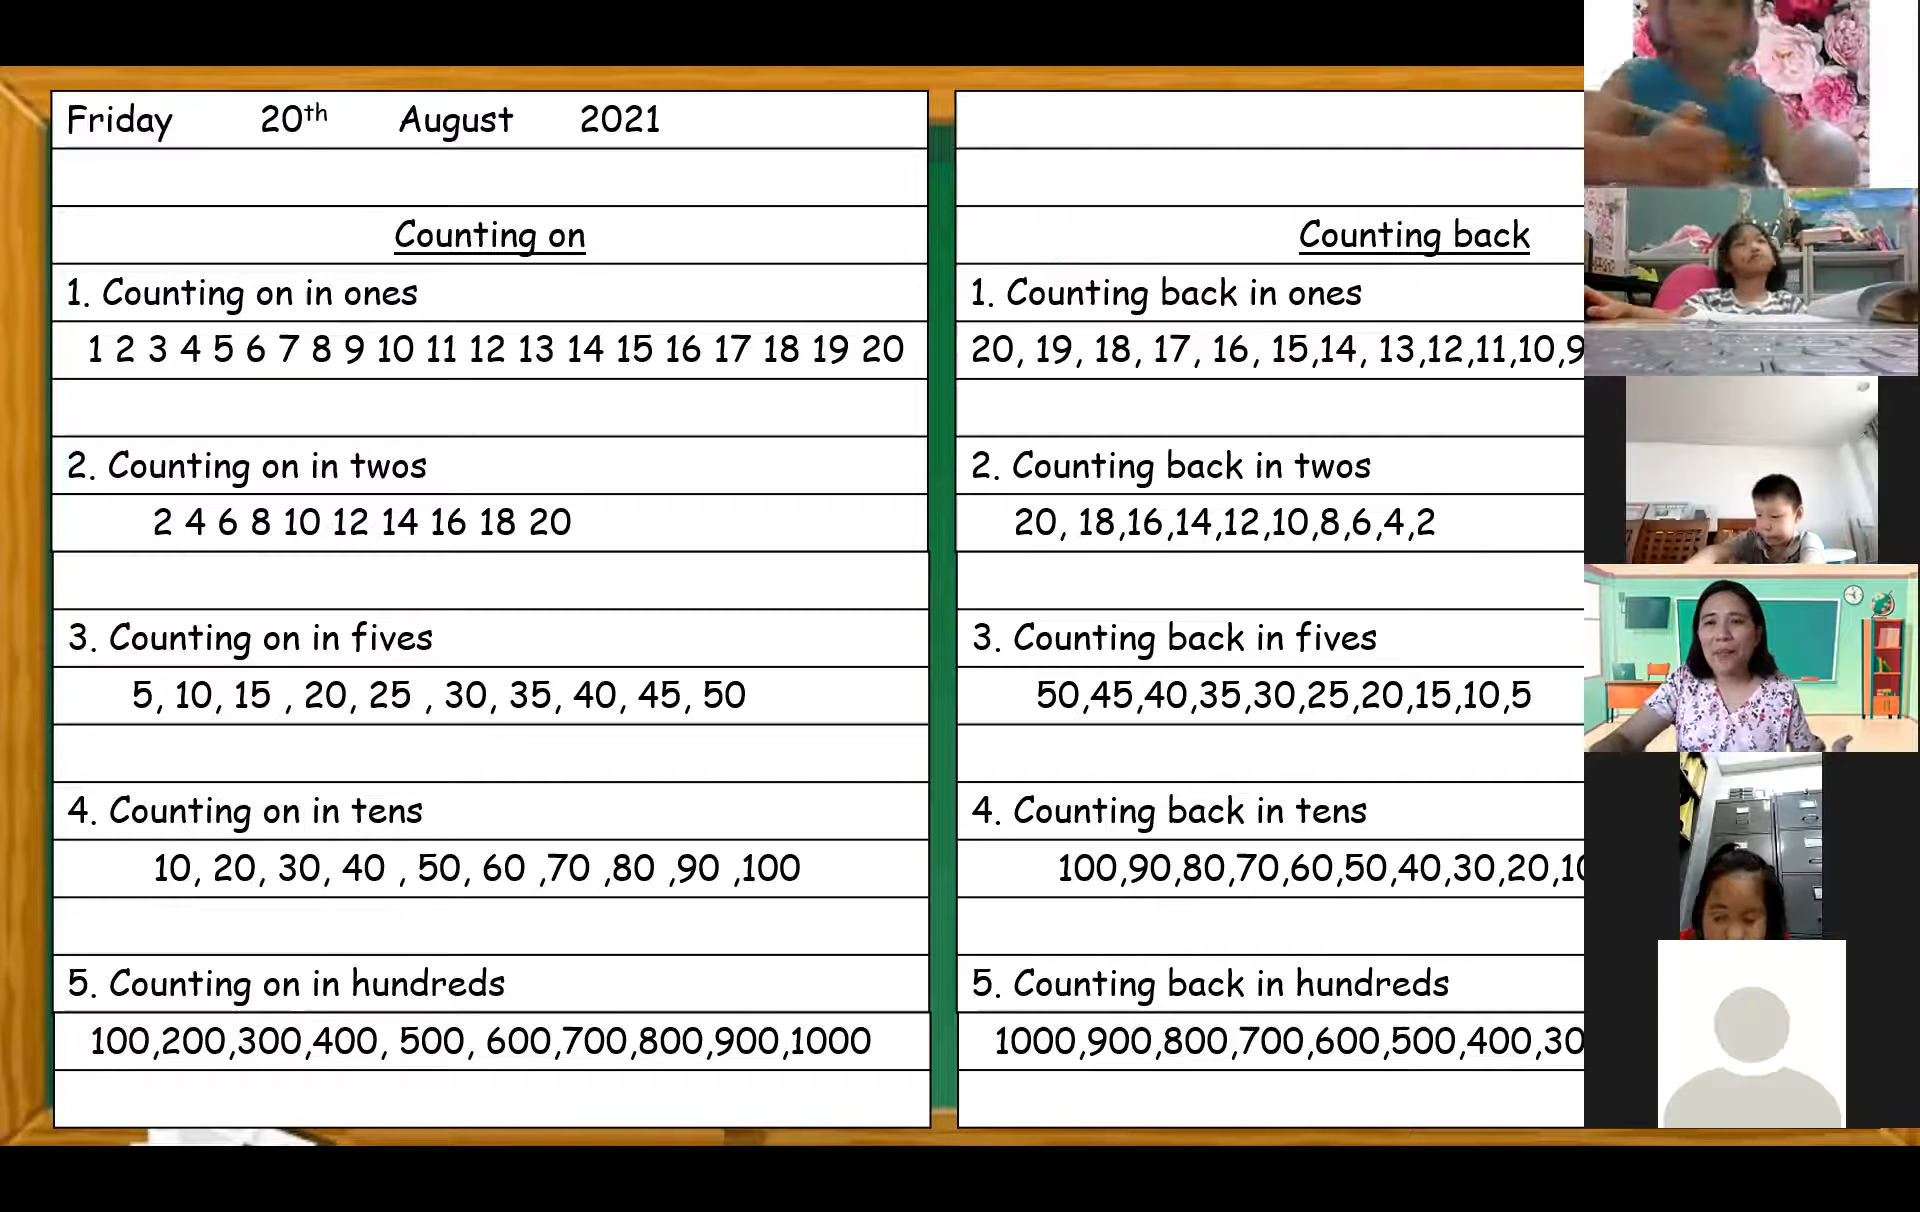 Friday 20th August 2021
Counting on
1. Counting on in ones
1 2 3 4 5 6 7 8 9 10 11 12 13 14 15 16 17 18 19 20
2. Counting on in twos
2 4 6 8 10 12 14 16 18 20
3. Counting on in fives
5, 10, 15 , 20, 25 , 30, 35, 40, 45, 50
4. Counting on in tens
10, 20, 30, 40 , 50, 60 ,70 ,80 ,90 ,100
5. Counting on in hundreds
100,200,300,400, 500, 600,700,800,900,1000
Counting back
1. Counting back in ones
20, 19, 18, 17, 16, 15,14, 13,12,11,10,9
2. Counting back in twos
20, 18,16,14,12,10,8,6,4,2
3. Counting back in fives
50,45,40,35,30,25,20,15,10,5
4. Counting back in tens
100,90,80,70,60,50,40,30,20,10
5. Counting back in hundreds
1000,900,800,700,600,500,400,30